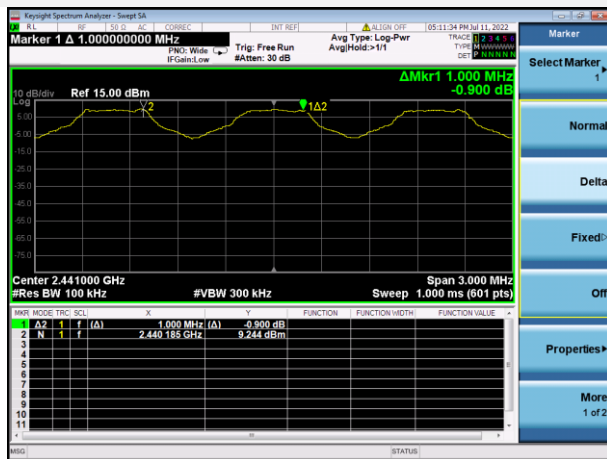 Keysight Spectrum Analyzer - Swept SA
RL RF 50 Ω AC CORREC INT REF ALIGN OFF 05:11:34 PM Jul 11, 2022
Marker 1 Δ 1.000000000 MHz
PNO: Wide
IFGain:Low
Trig: Free Run
#Atten: 30 dB
Avg Type: Log-Pwr
Avg|Hold:>1/1
TRACE 1 2 3 4 5 6
TYPE M W W W W W
DET P N N N N N
ΔMkr1 1.000 MHz
-0.900 dB
10 dB/div Ref 15.00 dBm
Log
2
1Δ2
5.00
-5.00
-15.0
-25.0
-35.0
-45.0
-55.0
-65.0
-75.0
Center 2.441000 GHz Span 3.000 MHz
#Res BW 100 kHz #VBW 300 kHz Sweep 1.000 ms (601 pts)
MKR MODE TRC SCL X Y FUNCTION FUNCTION WIDTH FUNCTION VALUE
1 Δ2 1 f (Δ) 1.000 MHz (Δ) -0.900 dB
2 N 1 f 2.440 185 GHz 9.244 dBm
3
4
5
6
7
8
9
10
11
MSG STATUS
Marker
Select Marker
1
Normal
Delta
Fixed
Off
Properties
More
1 of 2